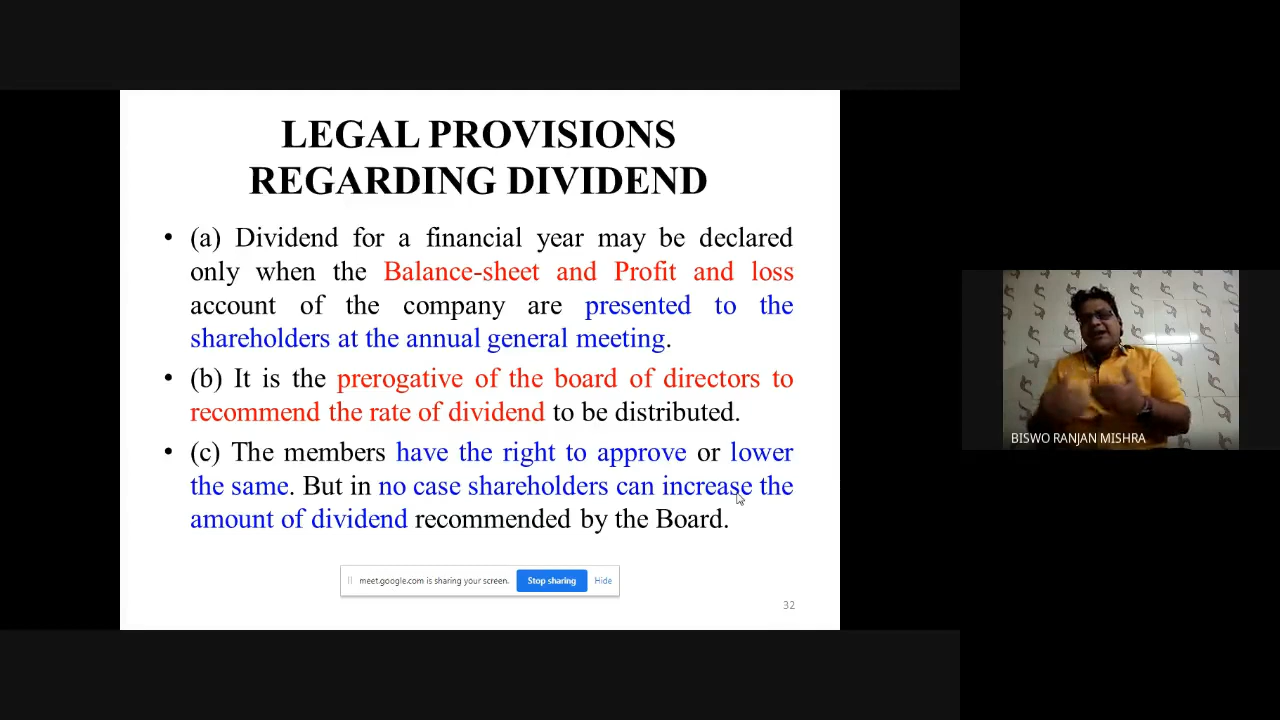 LEGAL PROVISIONS
REGARDING DIVIDEND
• (a) Dividend for a financial year may be declared
only when the Balance-sheet and Profit and loss
account of the company are presented to the
shareholders at the annual general meeting.
• (b) It is the prerogative of the board of directors to
recommend the rate of dividend to be distributed.
• (c) The members have the right to approve or lower
the same. But in no case shareholders can increase the
amount of dividend recommended by the Board.
meet.google.com is sharing your screen. Stop sharing Hide
32
BISWO RANJAN MISHRA